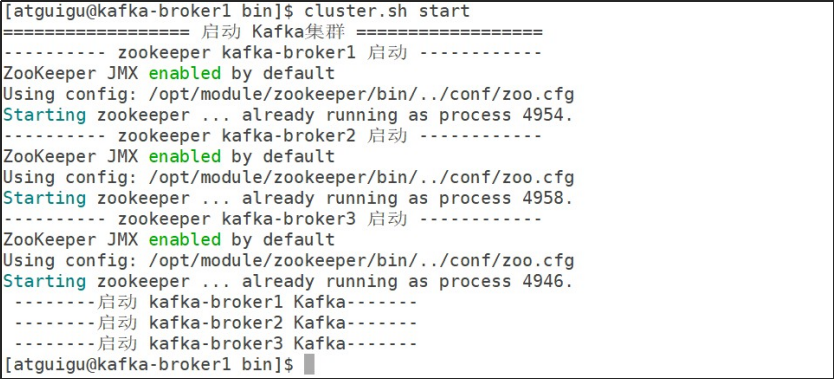 [atguigu@kafka-broker1 bin]$ cluster.sh start
================== 启动 Kafka集群 ==================
---------- zookeeper kafka-broker1 启动 ------------
ZooKeeper JMX enabled by default
Using config: /opt/module/zookeeper/bin/../conf/zoo.cfg
Starting zookeeper ... already running as process 4954.
---------- zookeeper kafka-broker2 启动 ------------
ZooKeeper JMX enabled by default
Using config: /opt/module/zookeeper/bin/../conf/zoo.cfg
Starting zookeeper ... already running as process 4958.
---------- zookeeper kafka-broker3 启动 ------------
ZooKeeper JMX enabled by default
Using config: /opt/module/zookeeper/bin/../conf/zoo.cfg
Starting zookeeper ... already running as process 4946.
 --------启动 kafka-broker1 Kafka-------
 --------启动 kafka-broker2 Kafka-------
 --------启动 kafka-broker3 Kafka-------
[atguigu@kafka-broker1 bin]$